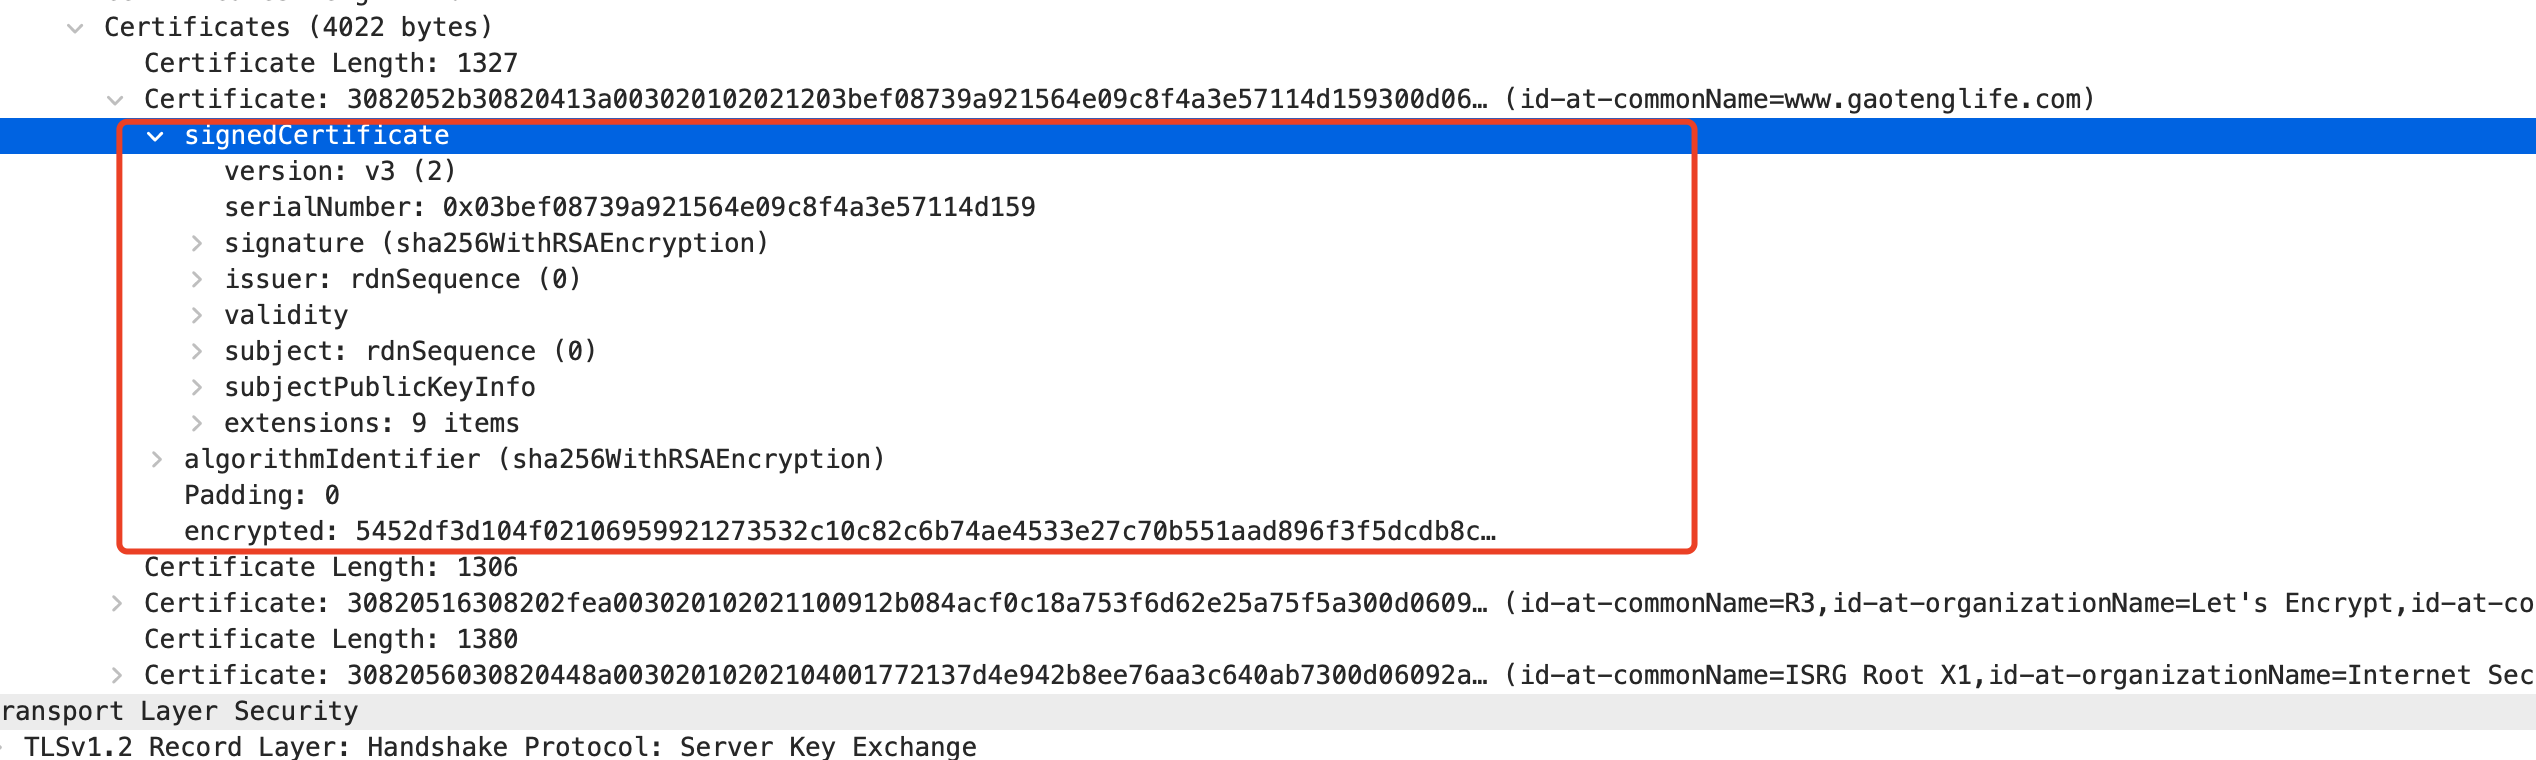 Certificates (4022 bytes)
Certificate Length: 1327
Certificate: 3082052b30820413a003020102021203bef08739a921564e09c8f4a3e57114d159300d06… (id-at-commonName=www.gaotenglife.com)
signedCertificate
version: v3 (2)
serialNumber: 0x03bef08739a921564e09c8f4a3e57114d159
signature (sha256WithRSAEncryption)
issuer: rdnSequence (0)
validity
subject: rdnSequence (0)
subjectPublicKeyInfo
extensions: 9 items
algorithmIdentifier (sha256WithRSAEncryption)
Padding: 0
encrypted: 5452df3d104f02106959921273532c10c82c6b74ae4533e27c70b551aad896f3f5dcdb8c…
Certificate Length: 1306
Certificate: 30820516308202fea003020102021100912b084acf0c18a753f6d62e25a75f5a300d0609… (id-at-commonName=R3,id-at-organizationName=Let's Encrypt,id-at-co
Certificate Length: 1380
Certificate: 3082056030820448a00302010202104001772137d4e942b8ee76aa3c640ab7300d06092a… (id-at-commonName=ISRG Root X1,id-at-organizationName=Internet Sec
ransport Layer Security
TLSv1.2 Record Layer: Handshake Protocol: Server Key Exchange